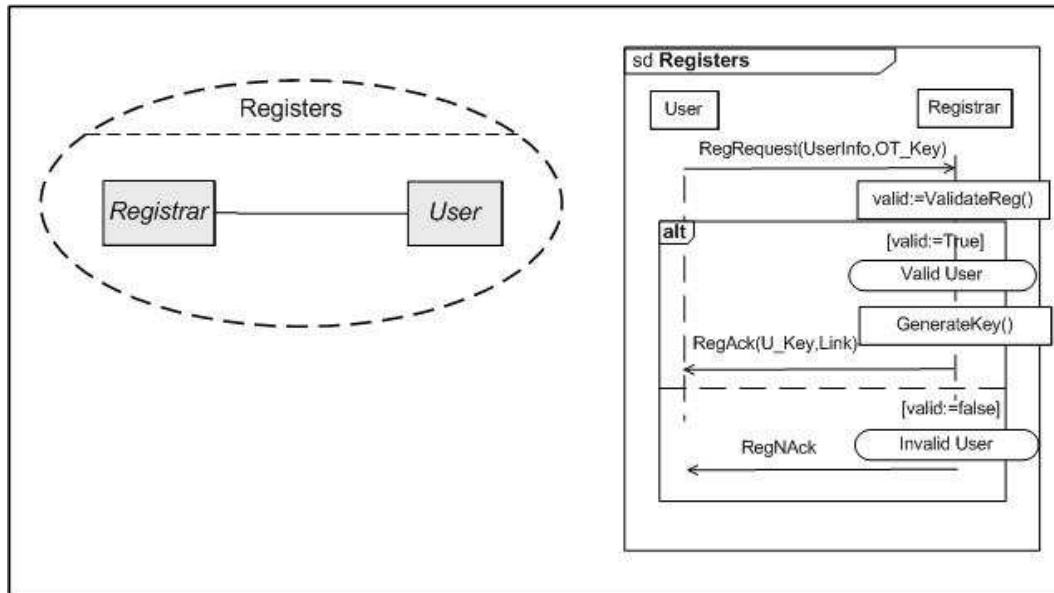 Registers
Registrar
User
sd Registers
User
Registrar
RegRequest(UserInfo,OT_Key)
valid:=ValidateReg()
alt
[valid:=True]
Valid User
GenerateKey()
RegAck(U_Key,Link)
[valid:=false]
Invalid User
RegNAck